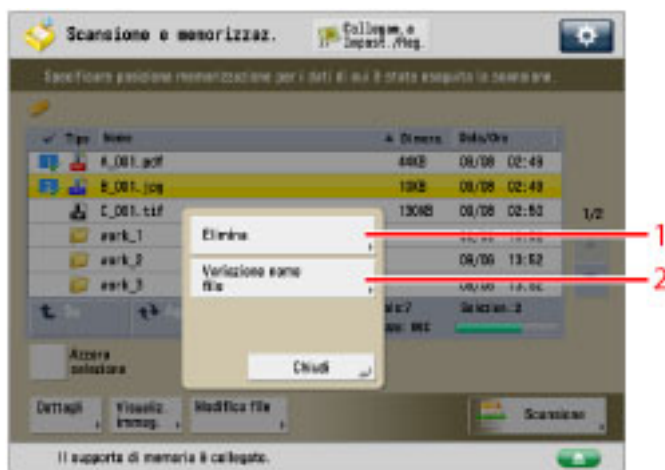 Scansione e memorizzaz.
Collegam. a
Impost./Reg.
Specificare posizione memorizzazione per i dati di cui è stata eseguita la scansione.
Tipo Nome Dimens. Data/Ora
A_001.pdf 44KB 09/08 02:49
B_001.jpg 10KB 09/08 02:49
C_001.tif 130KB 09/08 02:50
1/2
work_1
work_2 09/08 13:52
work_3
Elimina
1
Variazione nome
file
2
Chiudi
Selezion.:2
Azzera
selezione
Dettagli
Visualiz.
immag.
Modifica file
Scansione
Il supporto di memoria è collegato.